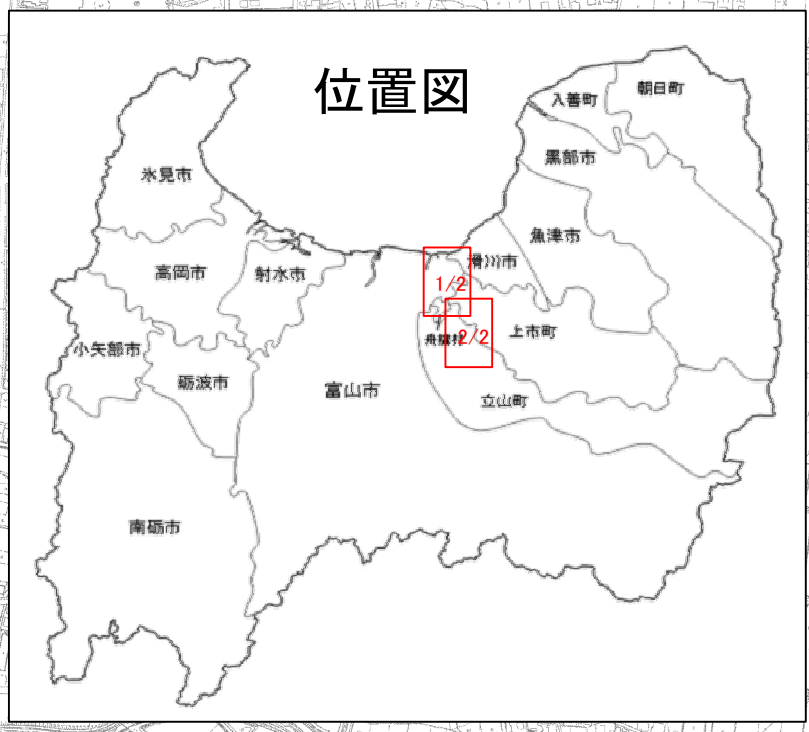 位置図
朝日町
入善町
黒部市
氷見市
魚津市
滑川市
高岡市
射水市
1/2
上市町
2/2
舟橋村
小矢部市
砺波市
富山市
立山町
南砺市